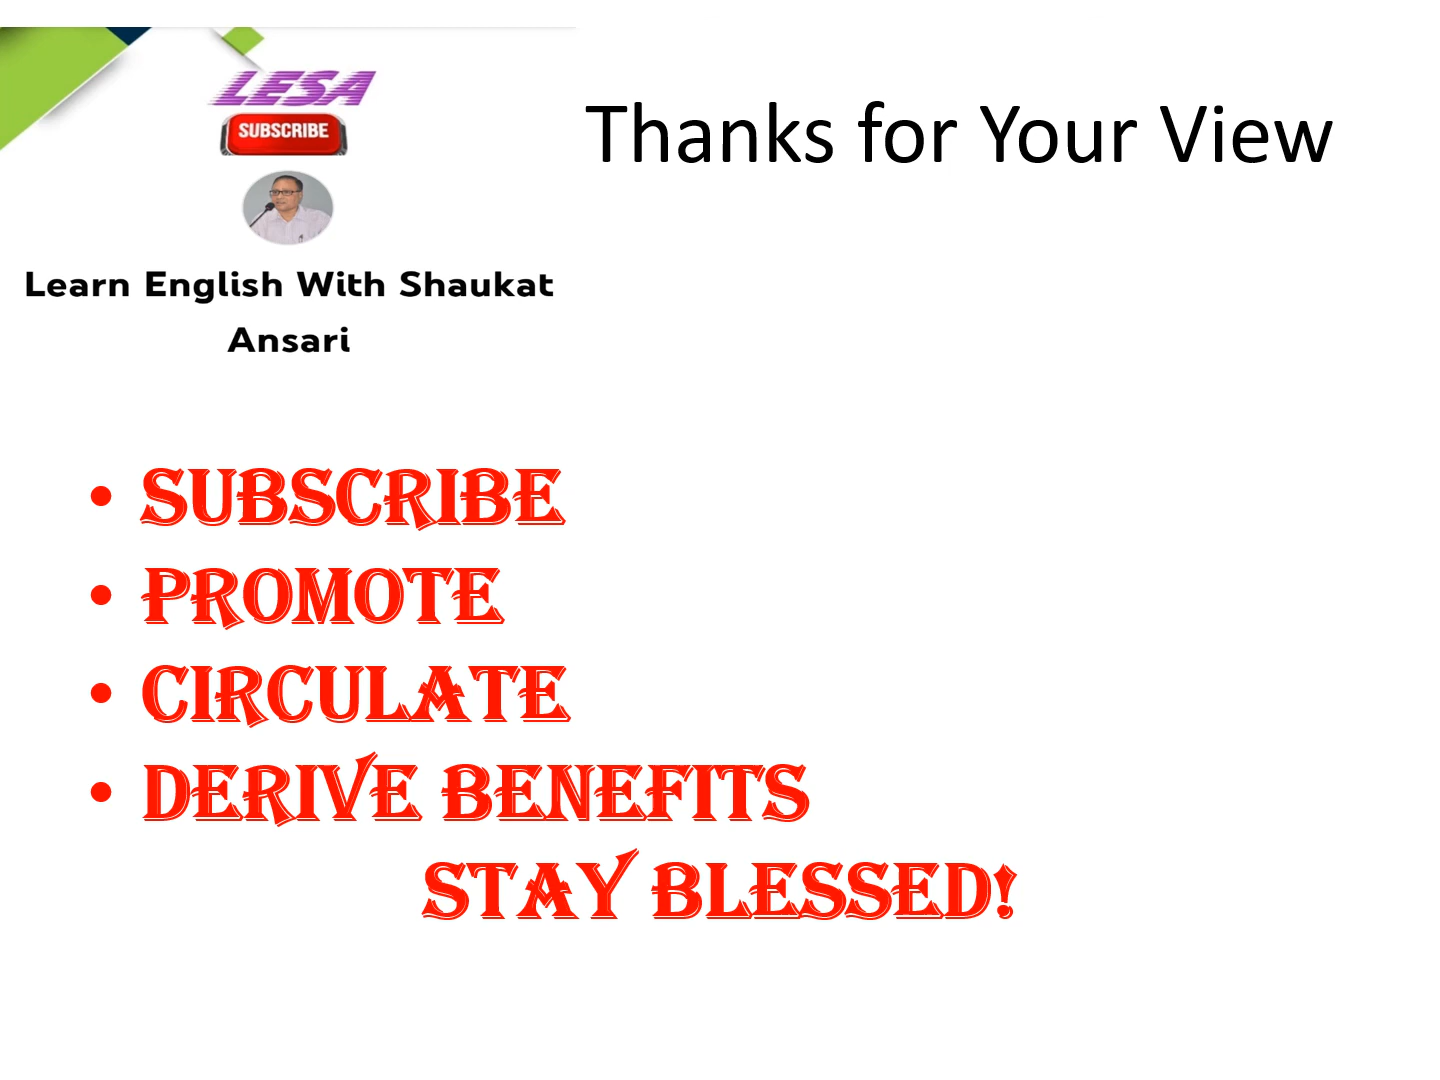 LESA
SUBSCRIBE
Thanks for Your View
Learn English With Shaukat
Ansari
• SUBSCRIBE
• PROMOTE
• CIRCULATE
• DERIVE BENEFITS
STAY BLESSED!